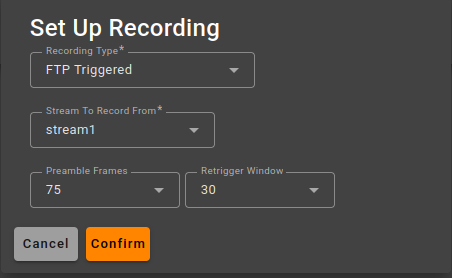 Set Up Recording
Recording Type*
FTP Triggered
Stream To Record From*
stream1
Preamble Frames
75
Retrigger Window
30
Cancel
Confirm